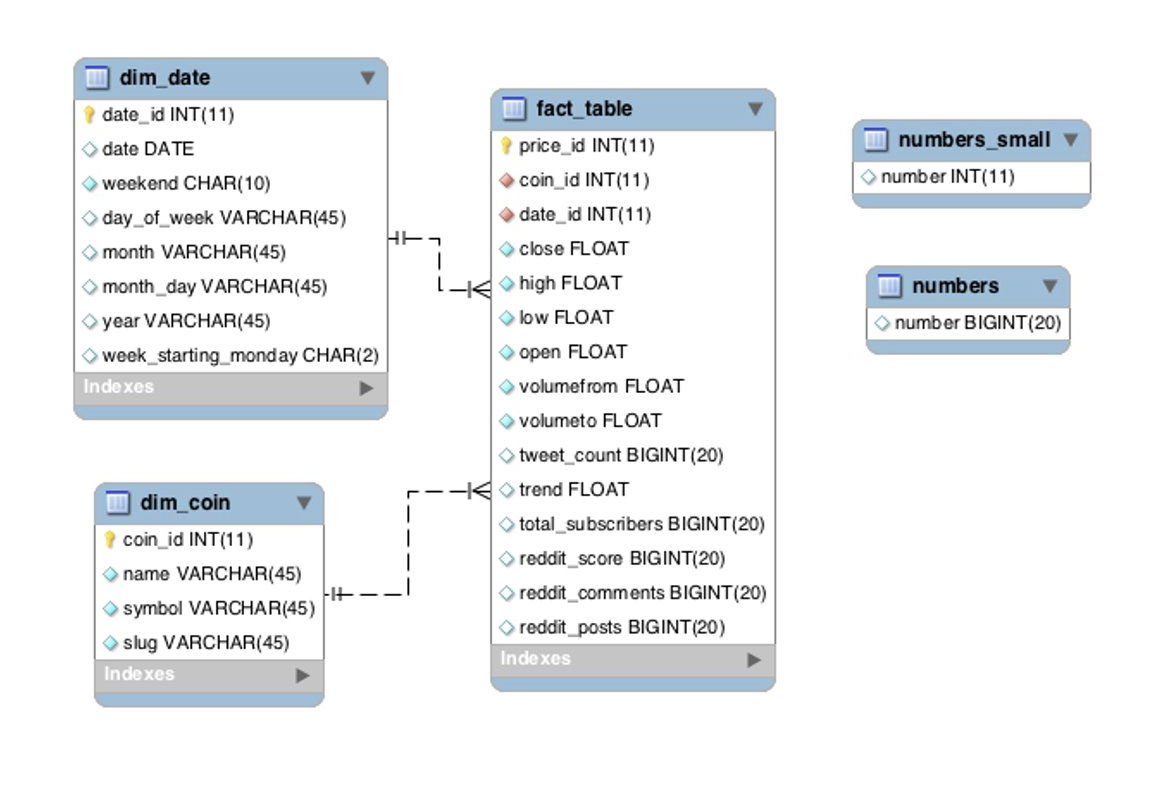 dim_date
date_id INT(11)
date DATE
weekend CHAR(10)
day_of_week VARCHAR(45)
month VARCHAR(45)
month_day VARCHAR(45)
year VARCHAR(45)
week_starting_monday CHAR(2)
Indexes
dim_coin
coin_id INT(11)
name VARCHAR(45)
symbol VARCHAR(45)
slug VARCHAR(45)
Indexes
fact_table
price_id INT(11)
coin_id INT(11)
date_id INT(11)
close FLOAT
high FLOAT
low FLOAT
open FLOAT
volumefrom FLOAT
volumeto FLOAT
tweet_count BIGINT(20)
trend FLOAT
total_subscribers BIGINT(20)
reddit_score BIGINT(20)
reddit_comments BIGINT(20)
reddit_posts BIGINT(20)
Indexes
numbers_small
number INT(11)
numbers
number BIGINT(20)